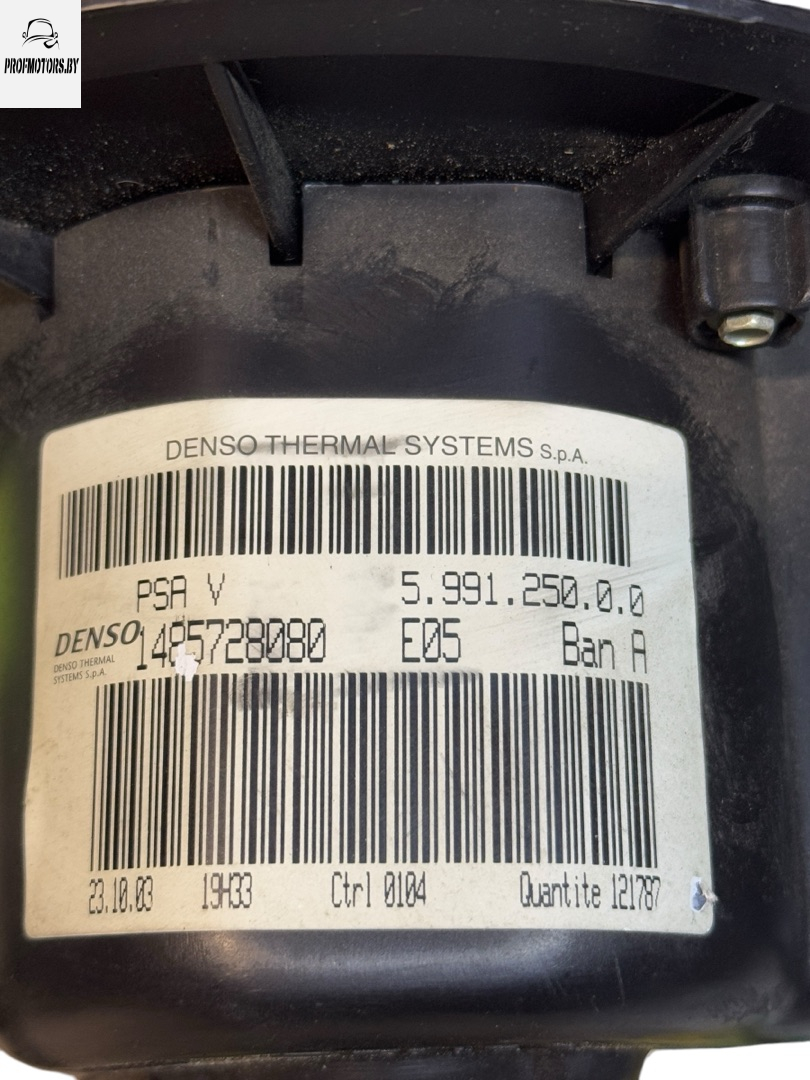 PROFMOTORS.BY
DENSO THERMAL SYSTEMS S.p.A.
PSA V 5.991.250.0.0
DENSO 1485728080 E05 Ban A
DENSO THERMAL
SYSTEMS S.p.A.
23.10.03 19H33 Ctrl 0104 Quantite 121787